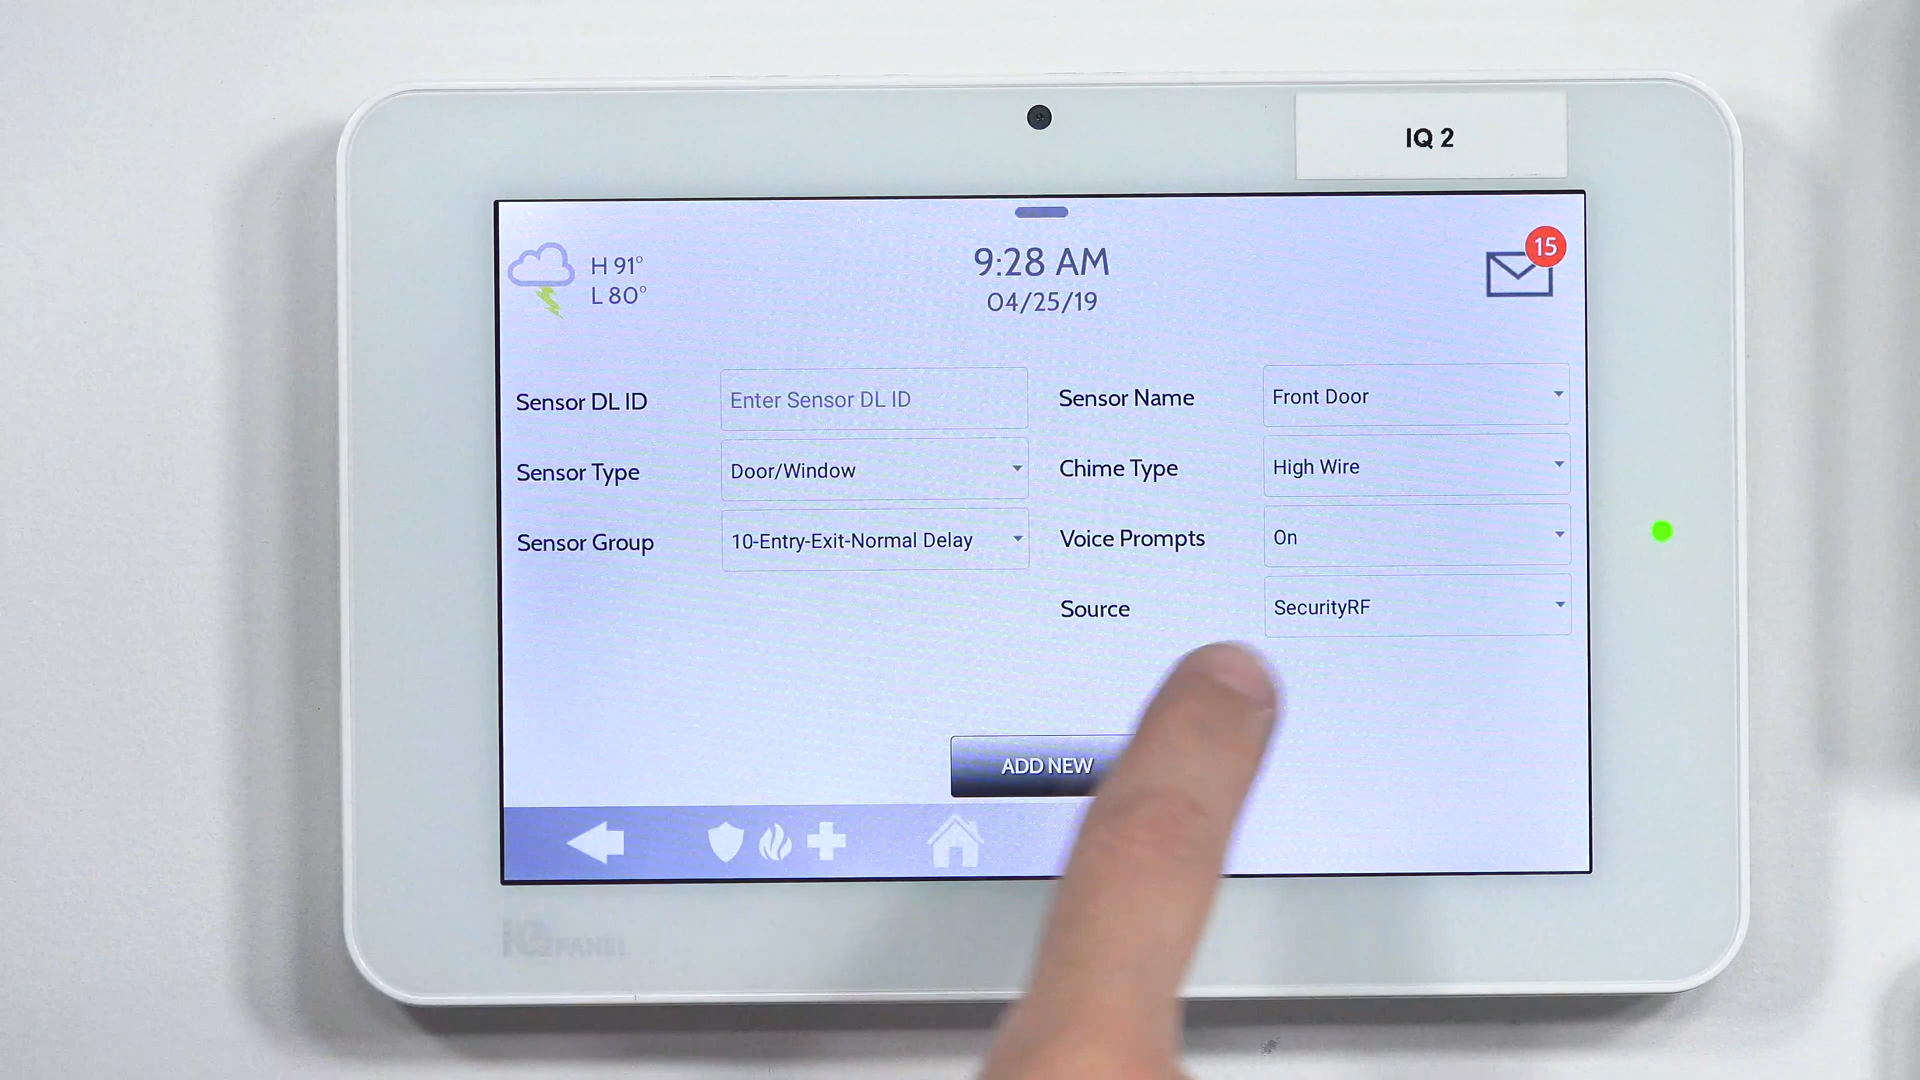 IQ 2
H 91°
L 80°
9:28 AM
04/25/19
15
Sensor DL ID
Enter Sensor DL ID
Sensor Name
Front Door
Sensor Type
Door/Window
Chime Type
High Wire
Sensor Group
10-Entry-Exit-Normal Delay
Voice Prompts
On
Source
SecurityRF
ADD NEW
IQ PANEL